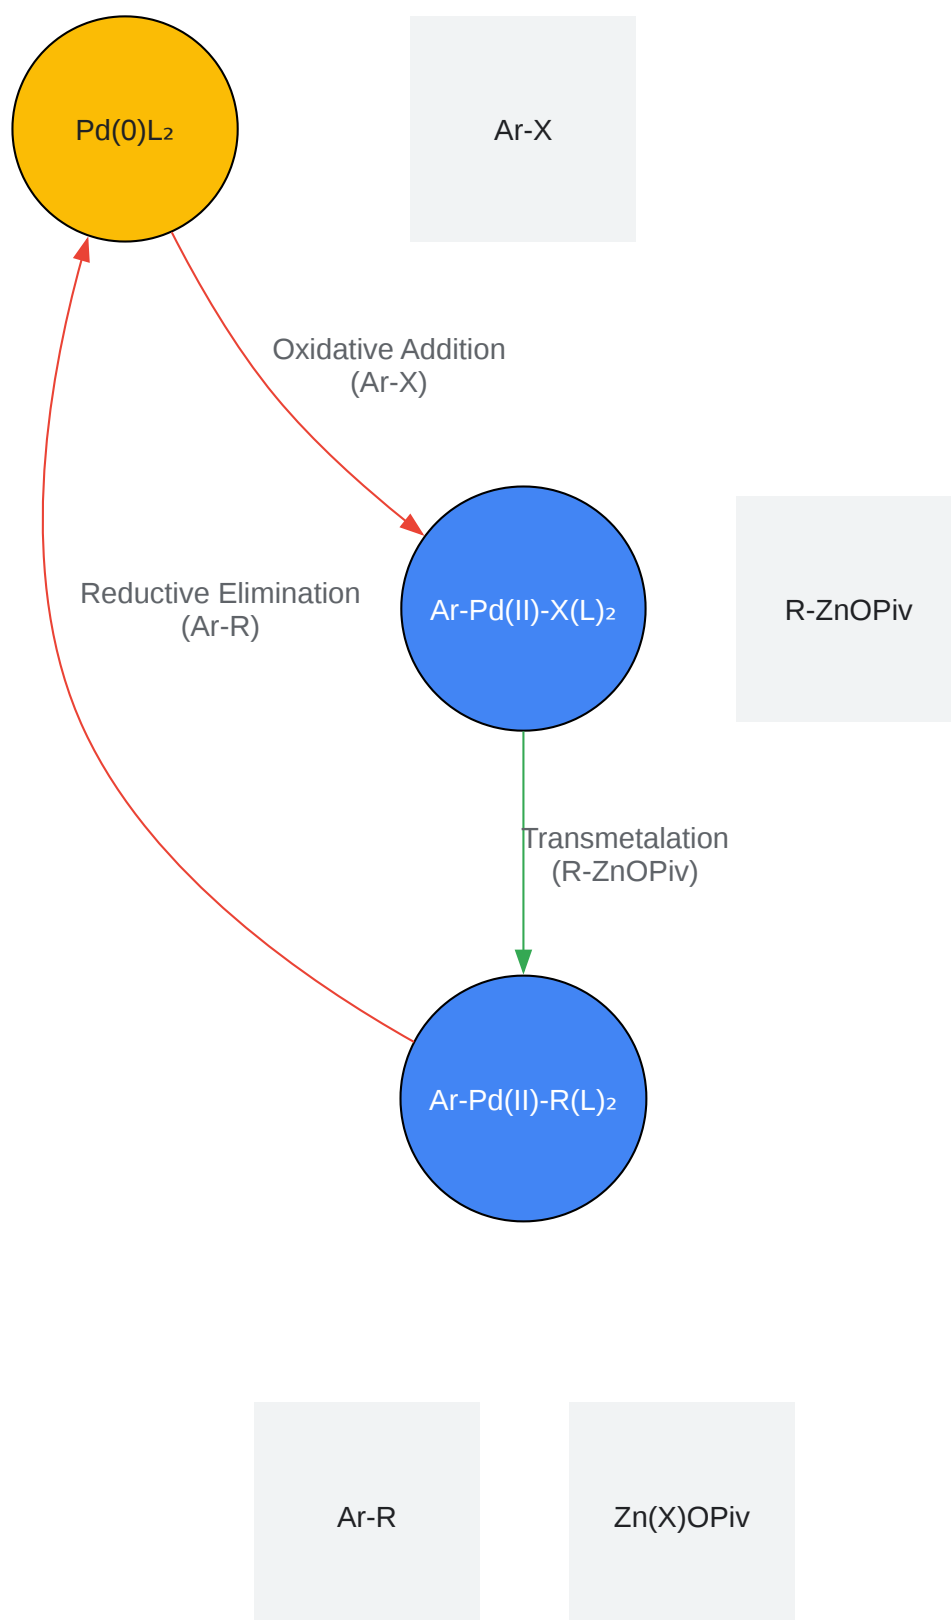 Pd(0)L₂
Ar-X
Oxidative Addition
(Ar-X)
Reductive Elimination
(Ar-R)
Ar-Pd(II)-X(L)₂
R-ZnOPiv
Transmetalation
(R-ZnOPiv)
Ar-Pd(II)-R(L)₂
Ar-R
Zn(X)OPiv